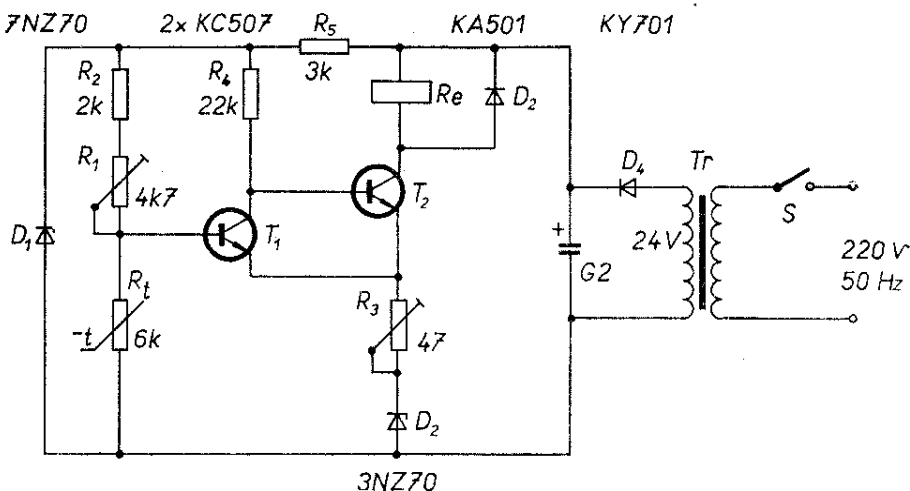 7NZ70 2x KC507 R5 KA501 KY701
3k
R2 R4 Re D2
2k 22k
R1 D4 Tr
4k7 T2
S
D1 T1 + 24V 220 V
G2 50 Hz
Rt R3
-t 6k 47
D2
3NZ70